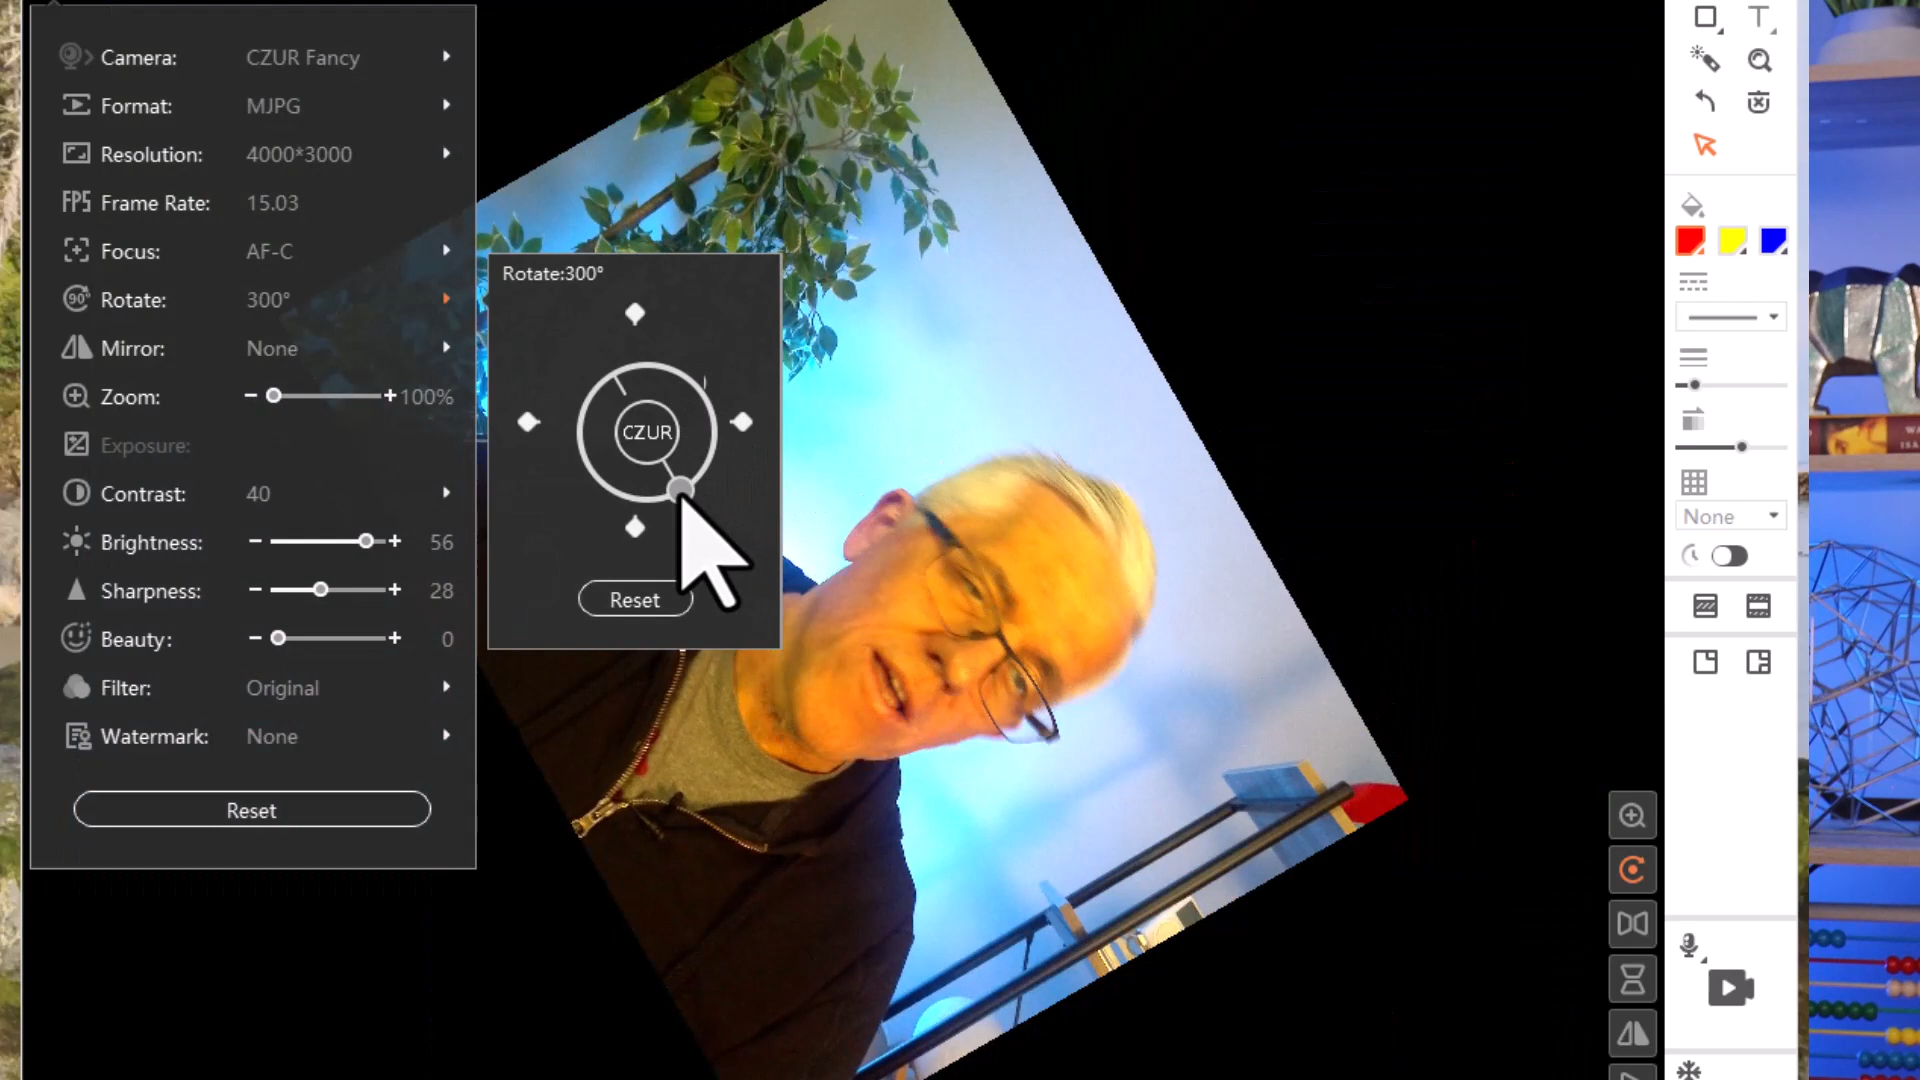 Camera: CZUR Fancy
Format: MJPG
Resolution: 4000*3000
FPS Frame Rate: 15.03
Focus: AF-C
90° Rotate: 300°
Mirror: None
Zoom: - + 100%
Exposure:
Contrast: 40
Brightness: - + 56
Sharpness: - + 28
Beauty: - + 0
Filter: Original
Watermark: None
Reset
Rotate:300°
CZUR
Reset
T
None